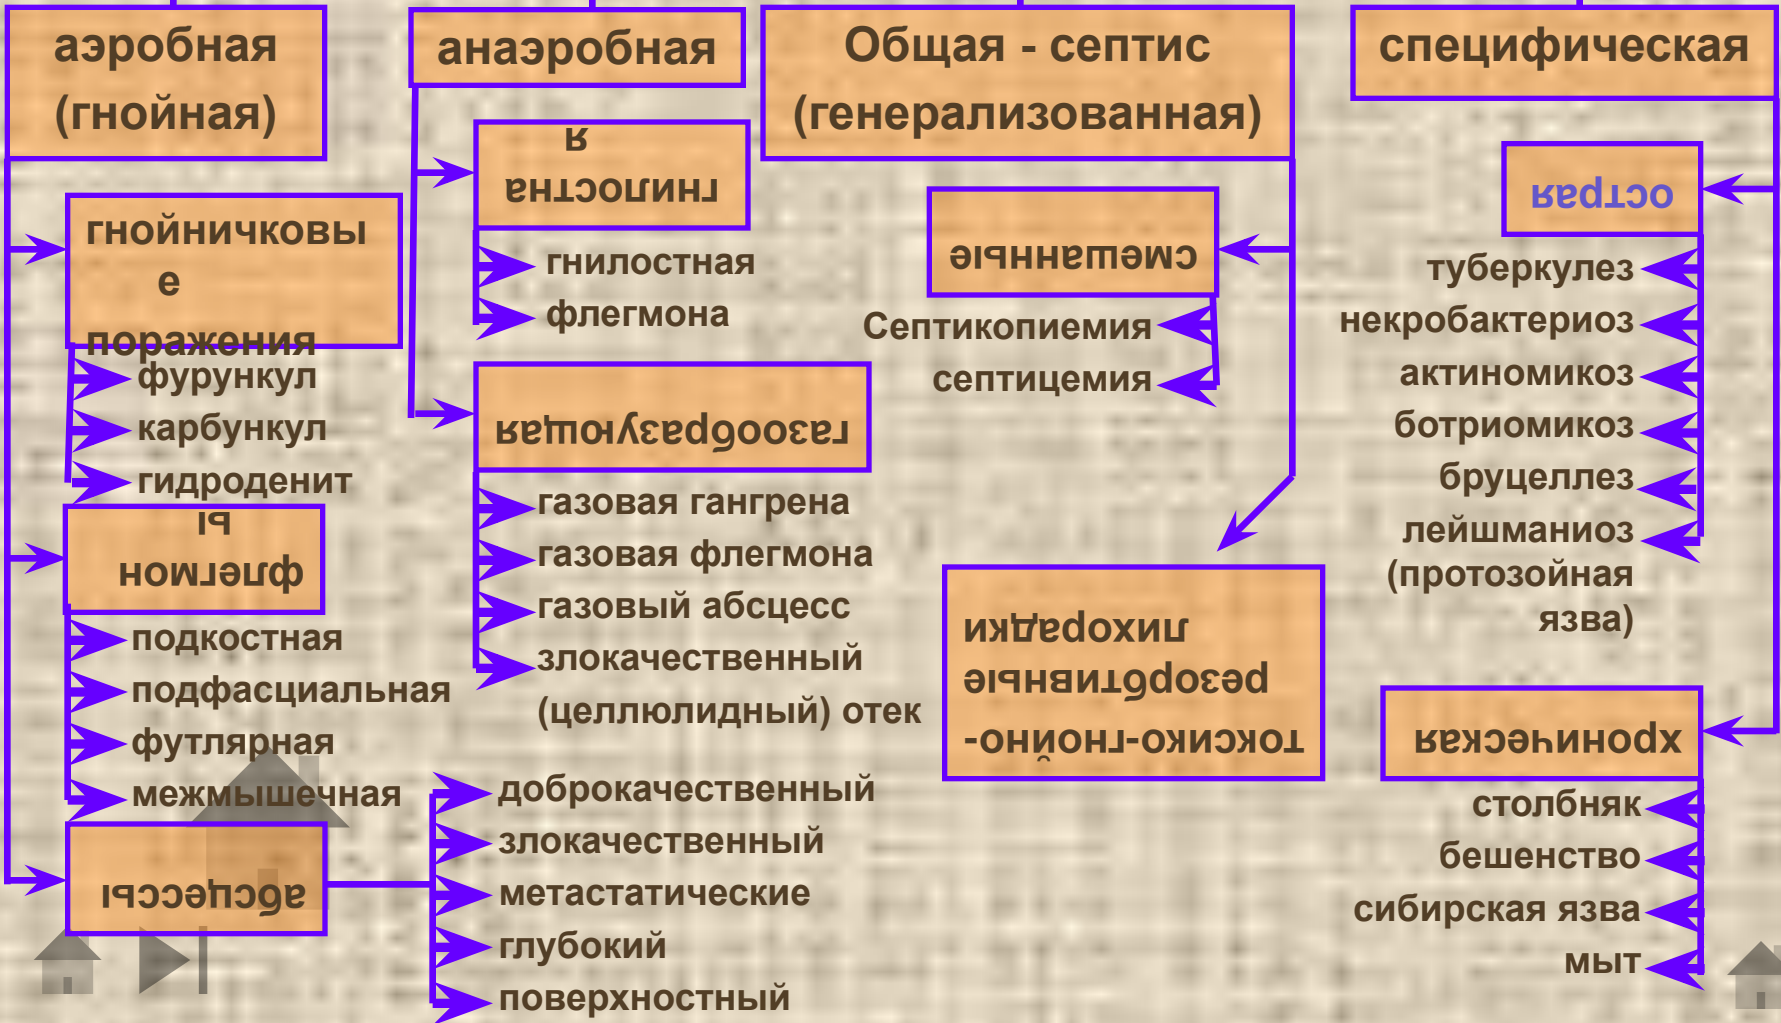 аэробная
(гнойная)
гнойничковы
е
поражения
фурункул
карбункул
гидроденит
флегмон
ы
подкостная
подфасциальная
футлярная
межмышечная
абсцессы
доброкачественный
злокачественный
метастатические
глубокий
поверхностный
анаэробная
гнилостна
я
гнилостная
флегмона
газообразующая
газовая гангрена
газовая флегмона
газовый абсцесс
злокачественный
(целлюлидный) отек
Общая - септис
(генерализованная)
смешанные
Септикопиемия
септицемия
токсико-гнойно-
резорбтивные
лихорадки
специфическая
острая
туберкулез
некробактериоз
актиномикоз
ботриомикоз
бруцеллез
лейшманиоз
(протозойная
язва)
хроническая
столбняк
бешенство
сибирская язва
мыт